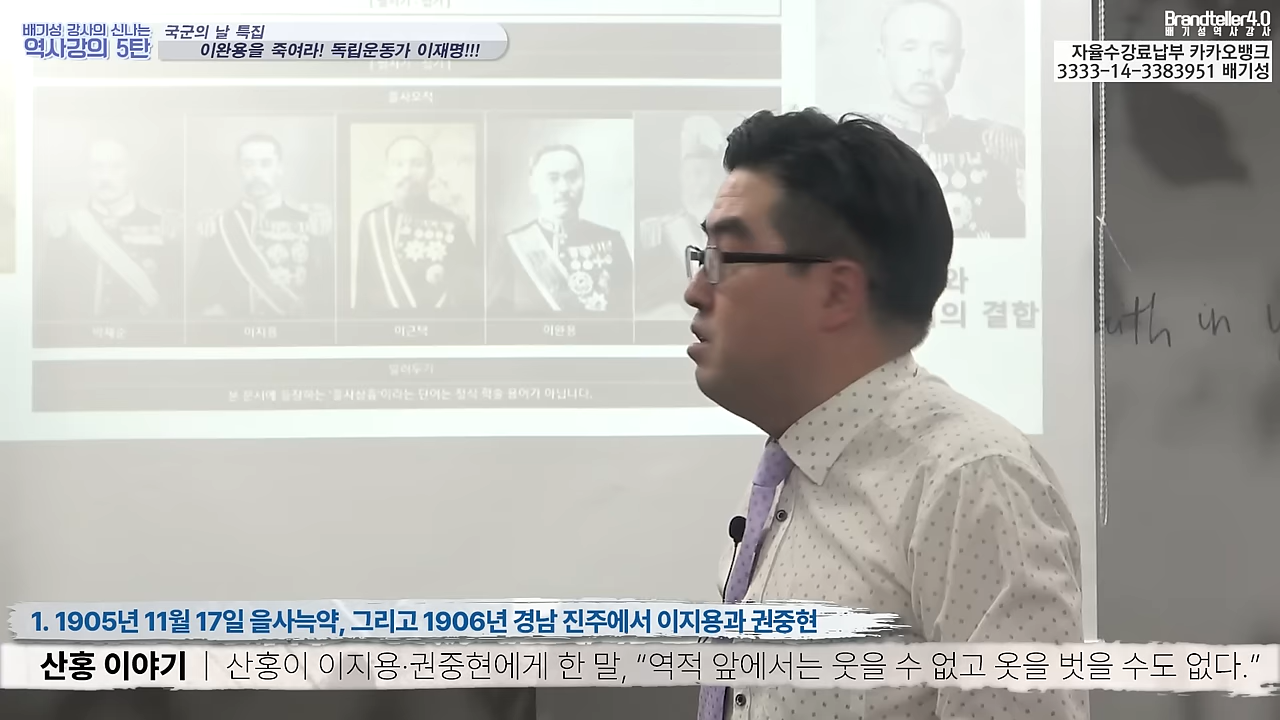 배기성 강사의 신나는
역사강의 5탄
국군의 날 특집
이완용을 죽여라! 독립운동가 이재명!!!
Brandteller4.0
배기성역사강사
자율수강료납부 카카오뱅크
3333-14-3383951 배기성
을사오적
박제순
이지용
이근택
이완용
일러두기
본 문서에 등장하는 '을사삼흉'이라는 단어는 정식 학술 용어가 아닙니다.
와
의 결합
in
1. 1905년 11월 17일 을사늑약, 그리고 1906년 경남 진주에서 이지용과 권중현
산홍 이야기 | 산홍이 이지용·권중현에게 한 말, "역적 앞에서는 웃을 수 없고 옷을 벗을 수도 없다."